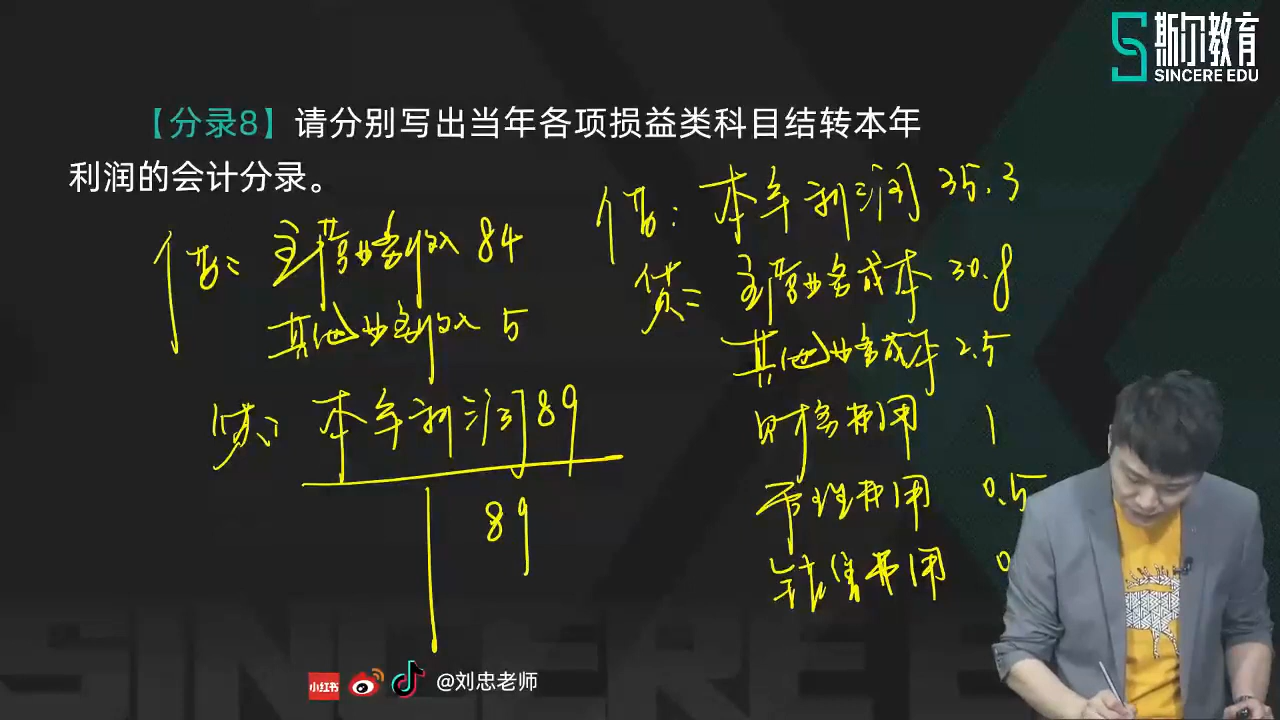 斯尔教育
SINCERE EDU
【分录8】请分别写出当年各项损益类科目结转本年
利润的会计分录。
借：主营业务收入 84
其他业务收入 5
贷：本年利润 89
89
借：本年利润 35.3
贷：主营业务成本 30.8
其他业务成本 2.5
财务费用 1
管理费用 0.5
销售费用 0
SINCERE E
小红书
@刘忠老师